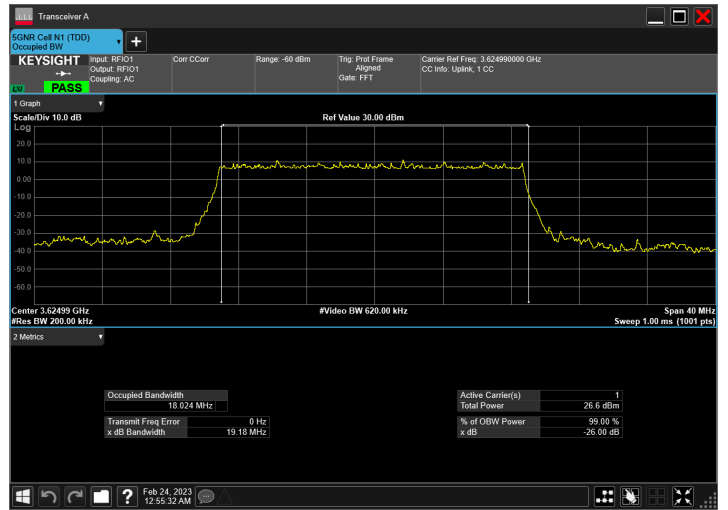 Transceiver A
5GNR Cell N1 (TDD)
Occupied BW
KEYSIGHT
PASS
Input: RFIO1
Output: RFIO1
Coupling: AC
Corr CCorr
Range: -60 dBm
Trig: Prot Frame
Aligned
Gate: FFT
Carrier Ref Freq: 3.624990000 GHz
CC Info: Uplink, 1 CC
1 Graph
Scale/Div 10.0 dB
Ref Value 30.00 dBm
Log
20.0
10.0
0.00
-10.0
-20.0
-30.0
-40.0
-50.0
-60.0
Center 3.62499 GHz
#Video BW 620.00 kHz
Span 40 MHz
#Res BW 200.00 kHz
Sweep 1.00 ms (1001 pts)
2 Metrics
Occupied Bandwidth
18.024 MHz
Transmit Freq Error 0 Hz
x dB Bandwidth 19.18 MHz
Active Carrier(s) 1
Total Power 26.6 dBm
% of OBW Power 99.00 %
x dB -26.00 dB
Feb 24, 2023
12:55:32 AM